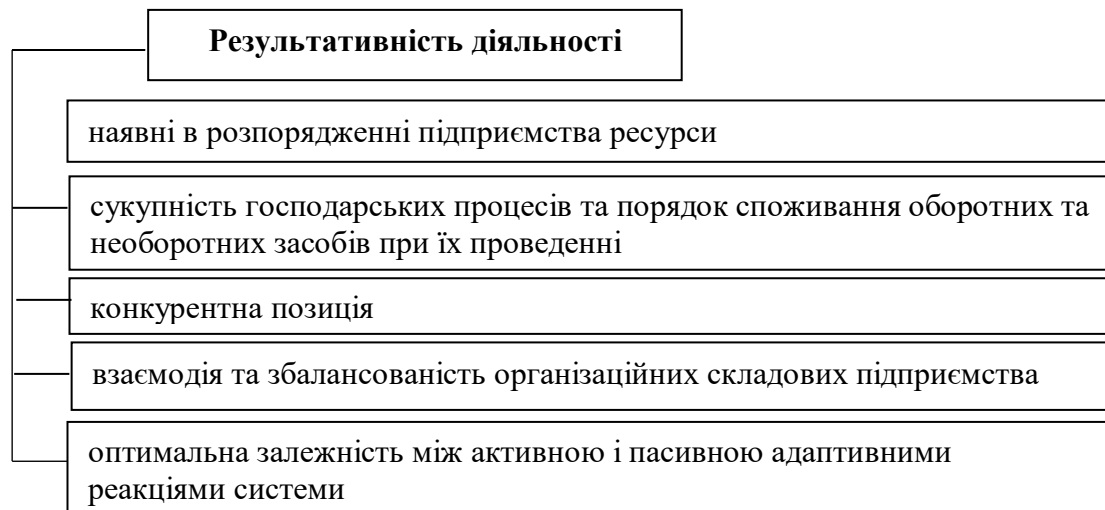 Результативність діяльності
наявні в розпорядженні підприємства ресурси
сукупність господарських процесів та порядок споживання оборотних та
необоротних засобів при їх проведенні
конкурентна позиція
взаємодія та збалансованість організаційних складових підприємства
оптимальна залежність між активною і пасивною адаптивними
реакціями системи